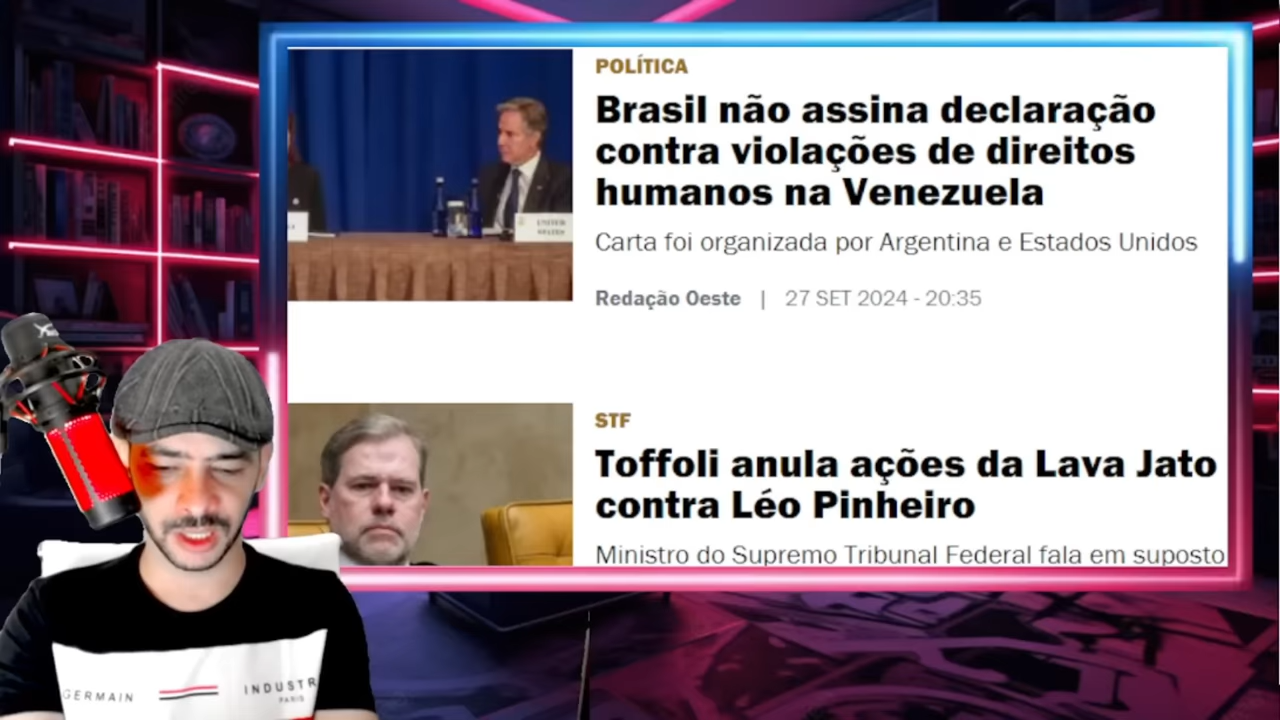 POLÍTICA
Brasil não assina declaração
contra violações de direitos
humanos na Venezuela
Carta foi organizada por Argentina e Estados Unidos
Redação Oeste | 27 SET 2024 - 20:35
STF
Toffoli anula ações da Lava Jato
contra Léo Pinheiro
Ministro do Supremo Tribunal Federal fala em suposto
GERMAIN
INDUSTR
PARIS